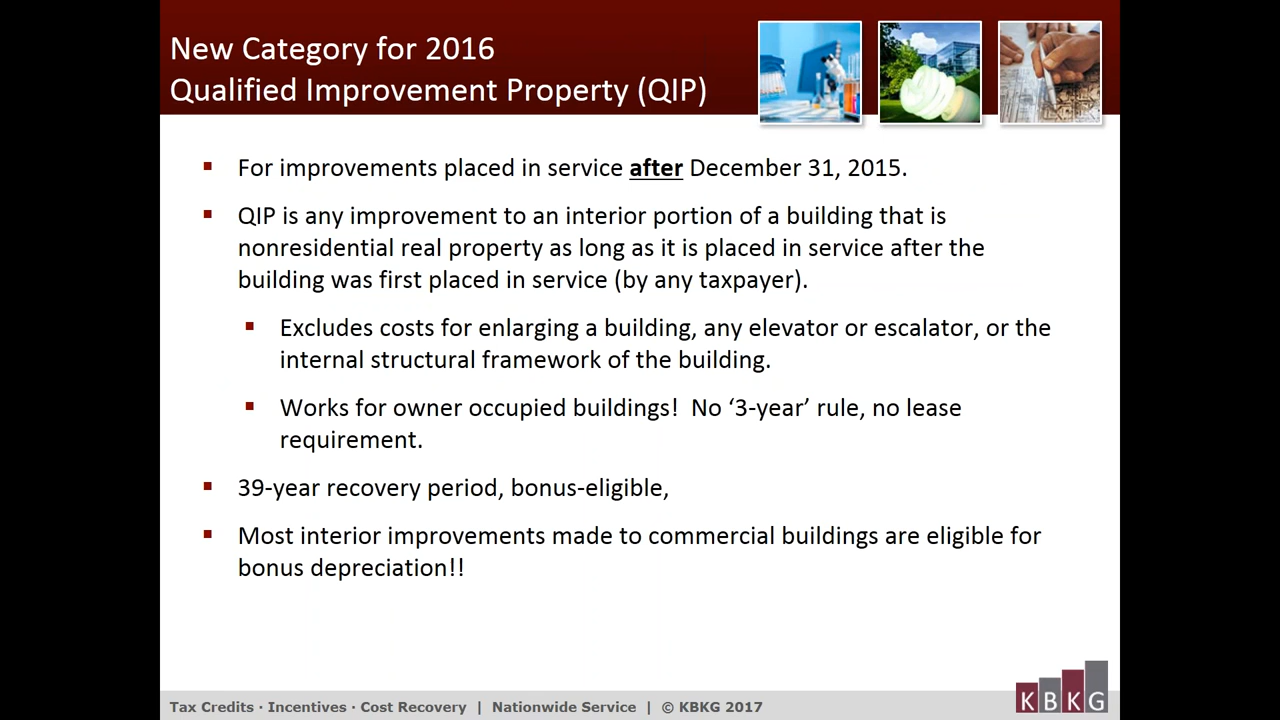 New Category for 2016
Qualified Improvement Property (QIP)
▪ For improvements placed in service after December 31, 2015.
▪ QIP is any improvement to an interior portion of a building that is
nonresidential real property as long as it is placed in service after the
building was first placed in service (by any taxpayer).
▪ Excludes costs for enlarging a building, any elevator or escalator, or the
internal structural framework of the building.
▪ Works for owner occupied buildings!  No ‘3-year’ rule, no lease
requirement.
▪ 39-year recovery period, bonus-eligible,
▪ Most interior improvements made to commercial buildings are eligible for
bonus depreciation!!
Tax Credits · Incentives · Cost Recovery | Nationwide Service | © KBKG 2017
KBKG